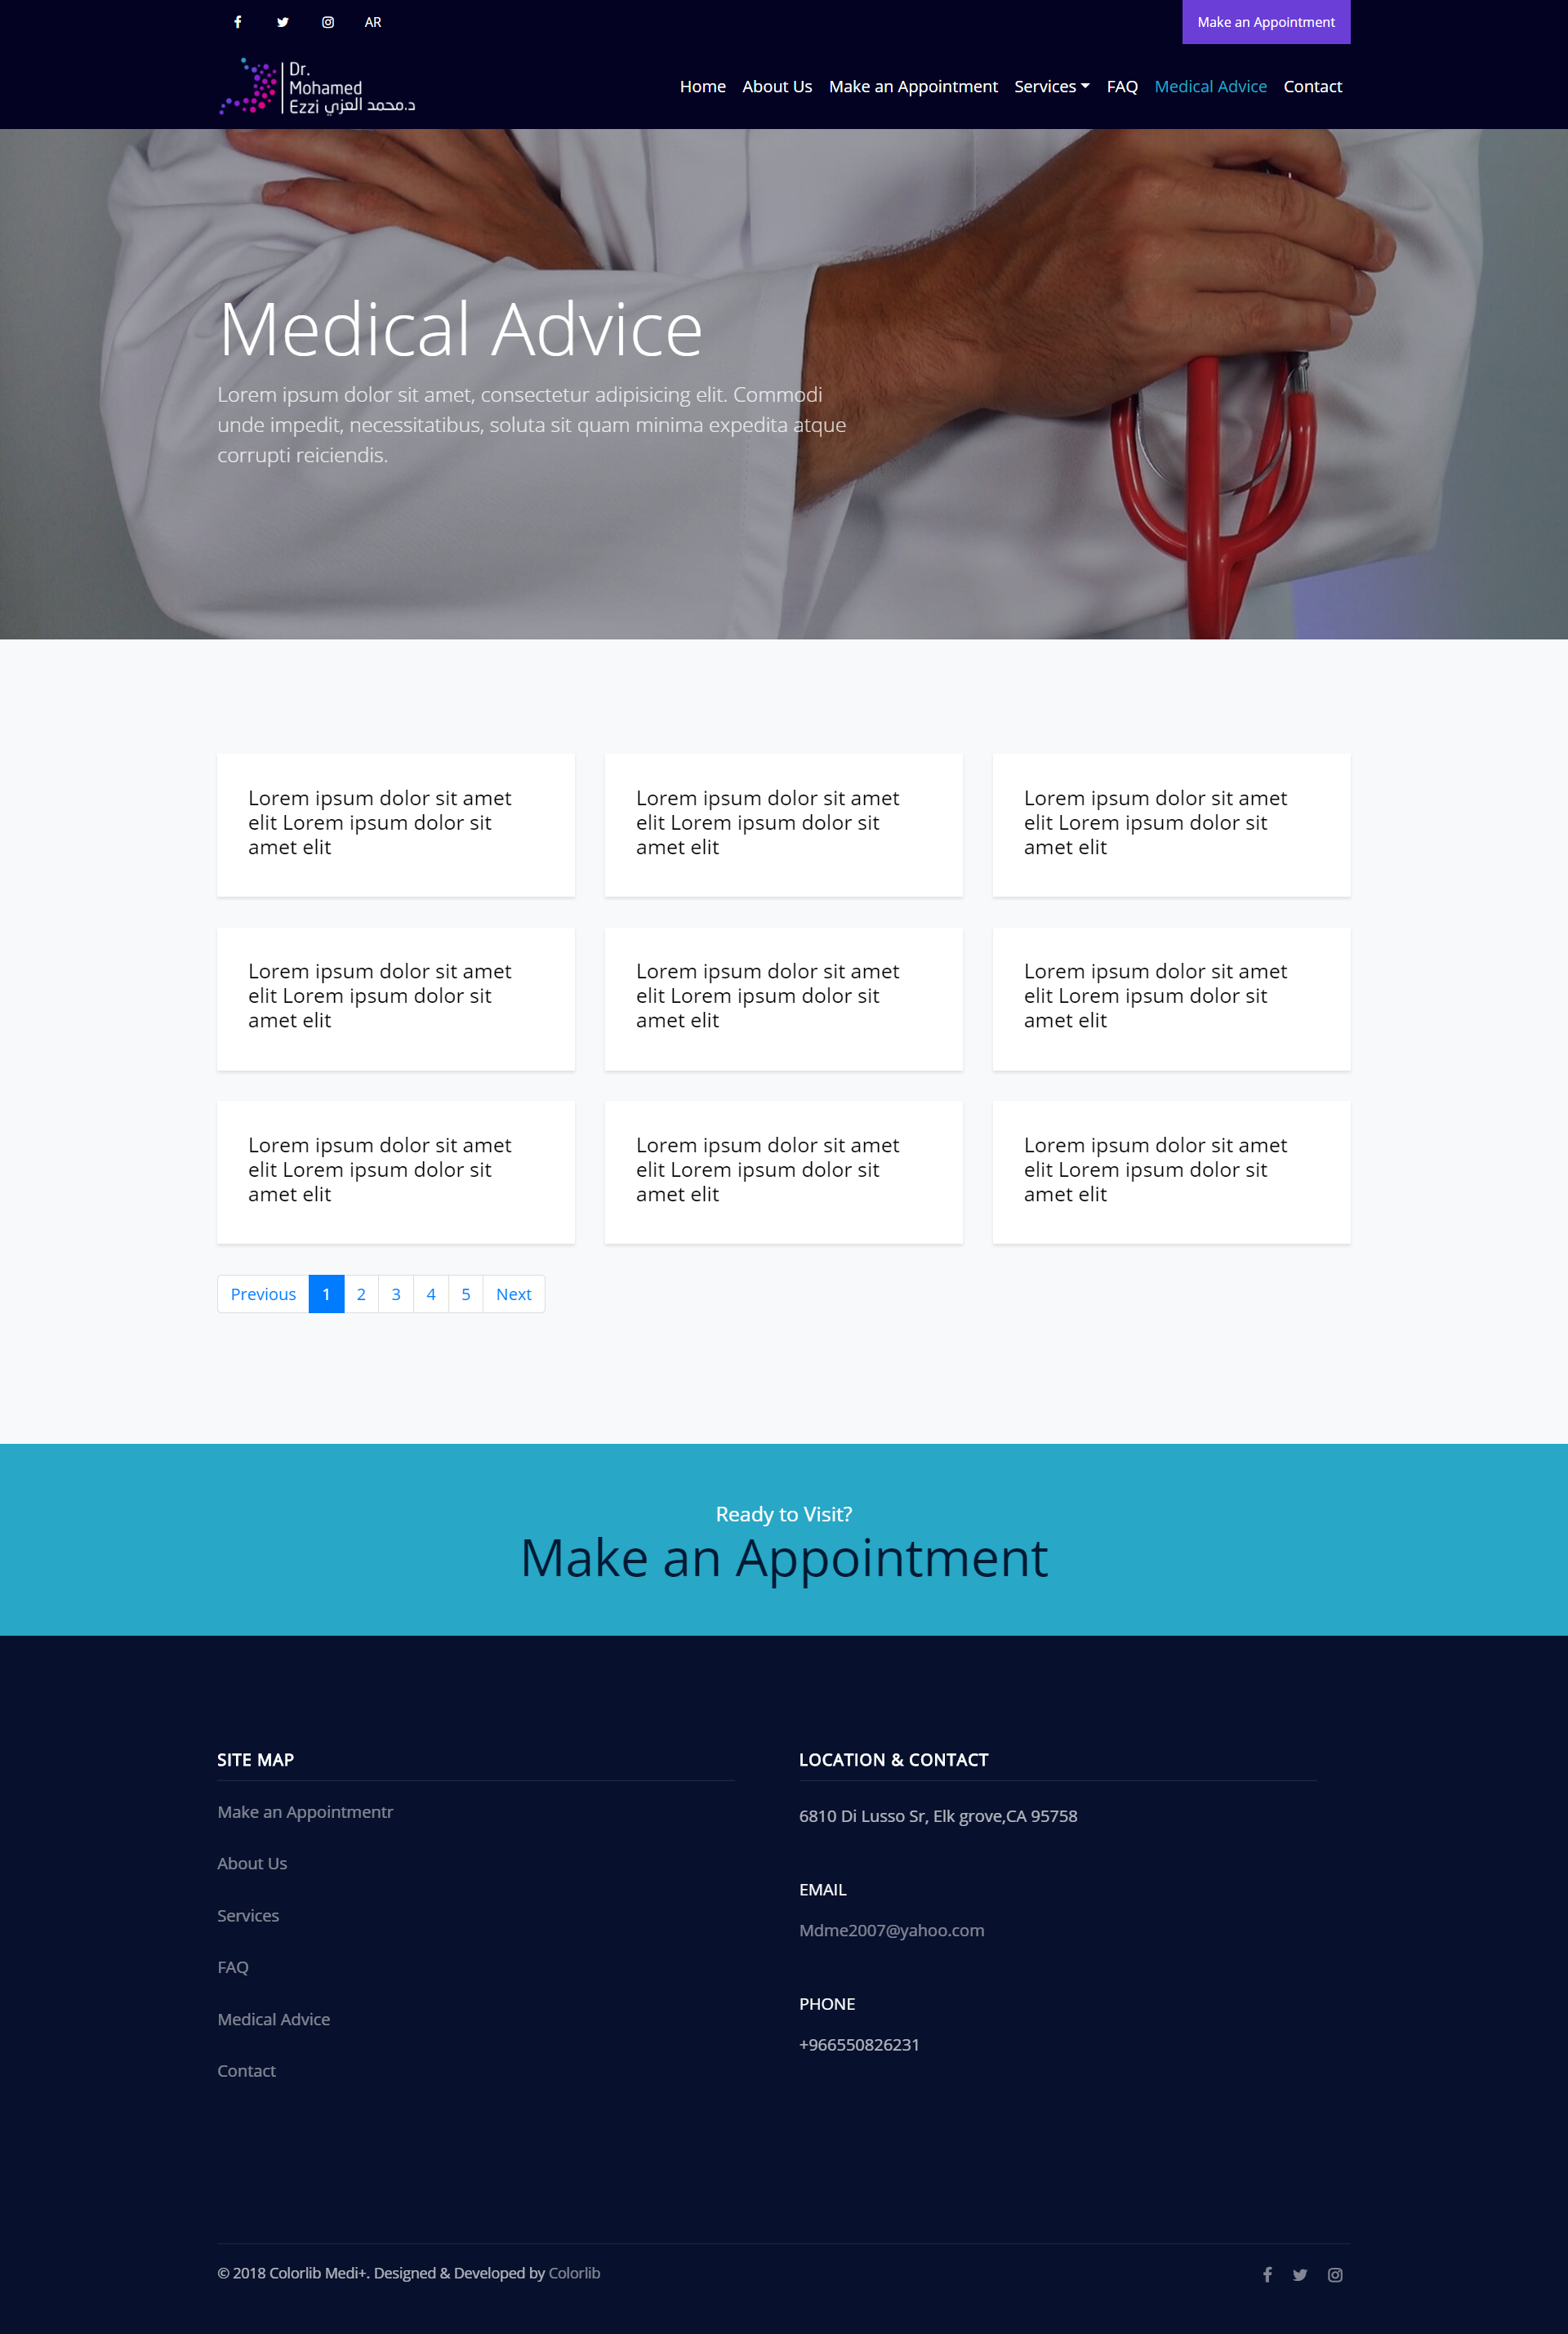 AR
Make an Appointment
Dr.
Mohamed
Ezzi د.محمد العزي
Home About Us Make an Appointment Services FAQ Medical Advice Contact
Medical Advice
Lorem ipsum dolor sit amet, consectetur adipisicing elit. Commodi
unde impedit, necessitatibus, soluta sit quam minima expedita atque
corrupti reiciendis.
Lorem ipsum dolor sit amet
elit Lorem ipsum dolor sit
amet elit
Lorem ipsum dolor sit amet
elit Lorem ipsum dolor sit
amet elit
Lorem ipsum dolor sit amet
elit Lorem ipsum dolor sit
amet elit
Lorem ipsum dolor sit amet
elit Lorem ipsum dolor sit
amet elit
Lorem ipsum dolor sit amet
elit Lorem ipsum dolor sit
amet elit
Lorem ipsum dolor sit amet
elit Lorem ipsum dolor sit
amet elit
Lorem ipsum dolor sit amet
elit Lorem ipsum dolor sit
amet elit
Lorem ipsum dolor sit amet
elit Lorem ipsum dolor sit
amet elit
Lorem ipsum dolor sit amet
elit Lorem ipsum dolor sit
amet elit
Previous 1 2 3 4 5 Next
Ready to Visit?
Make an Appointment
SITE MAP
Make an Appointmentr
About Us
Services
FAQ
Medical Advice
Contact
LOCATION & CONTACT
6810 Di Lusso Sr, Elk grove,CA 95758
EMAIL
Mdme2007@yahoo.com
PHONE
+966550826231
© 2018 Colorlib Medi+. Designed & Developed by Colorlib